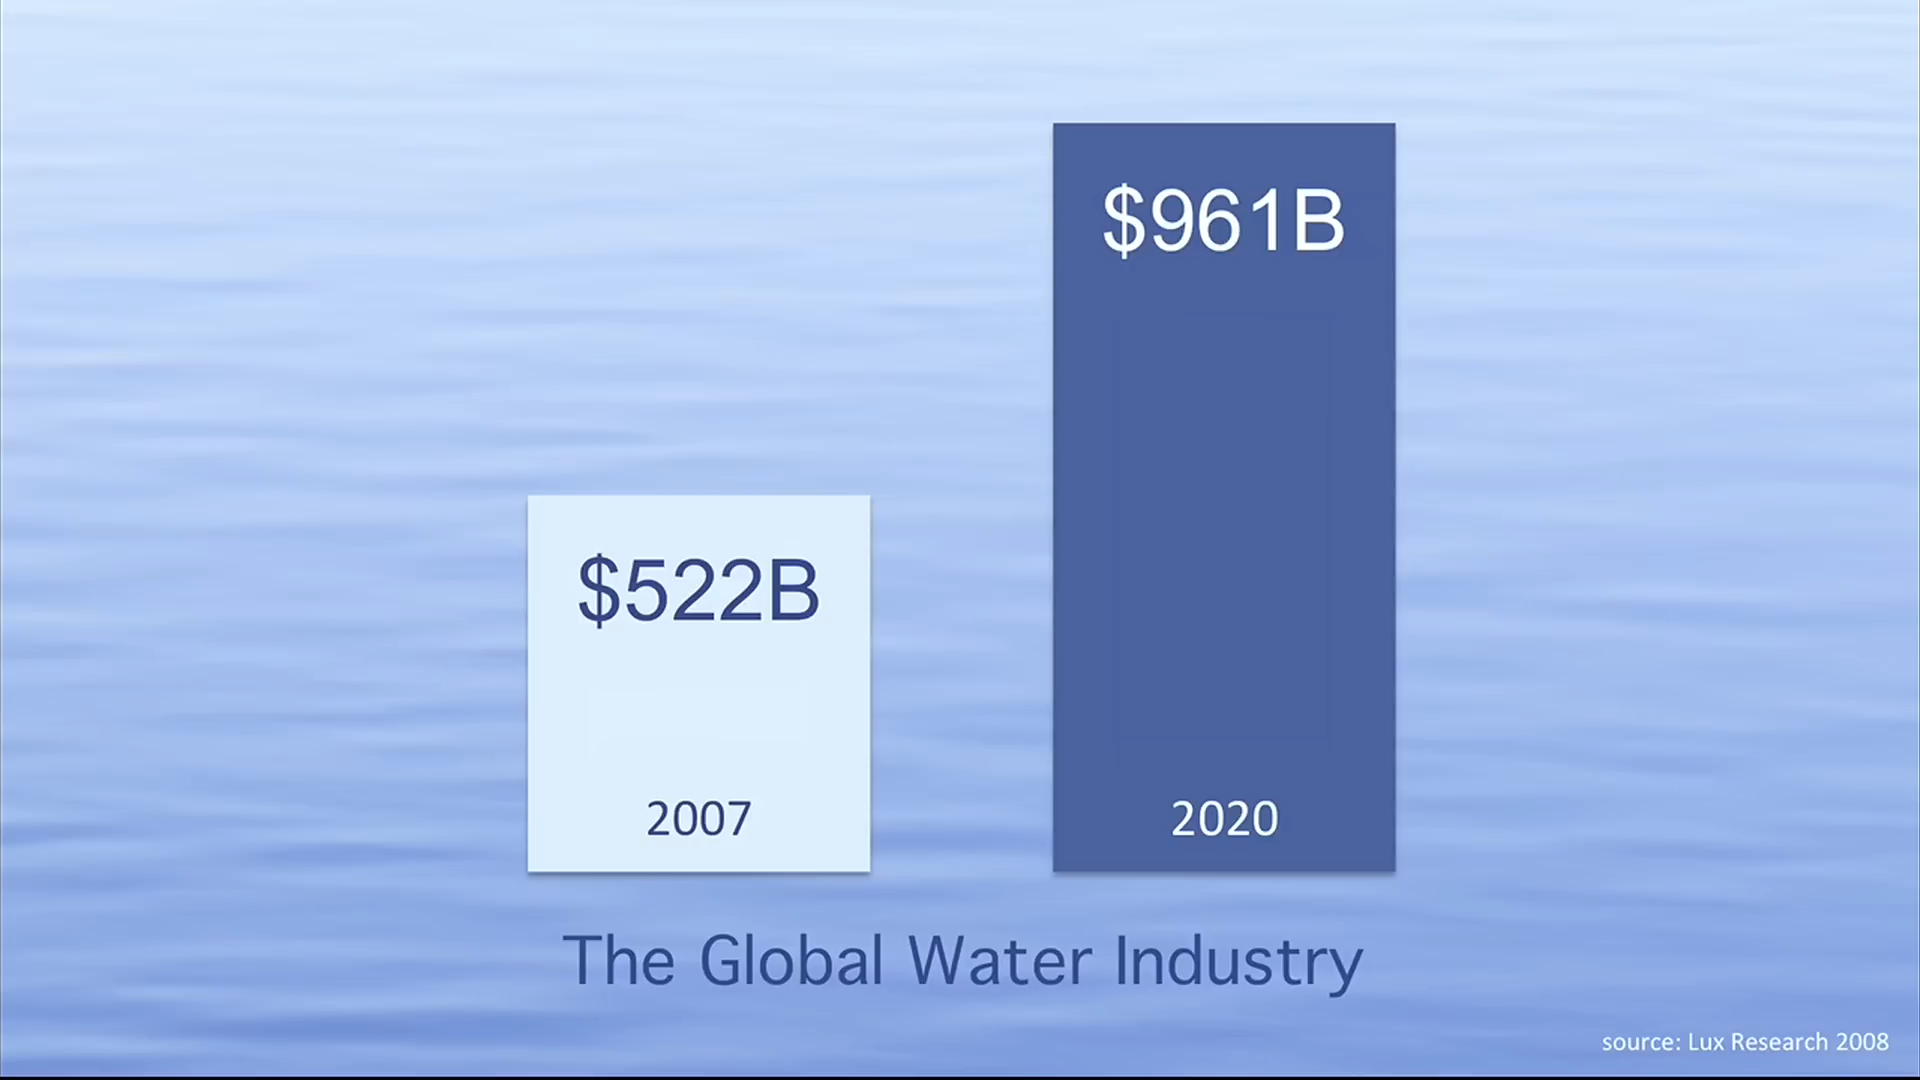 $961B
$522B
2007
2020
The Global Water Industry
source: Lux Research 2008